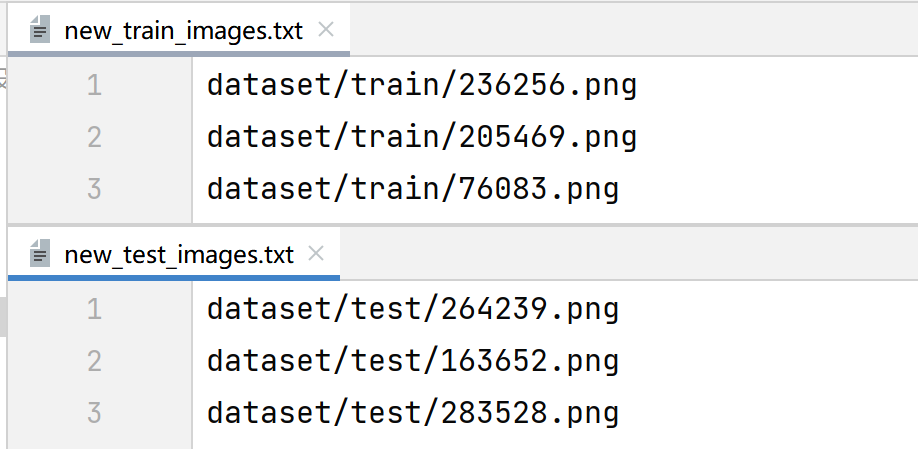 new_train_images.txt
1 dataset/train/236256.png
2 dataset/train/205469.png
3 dataset/train/76083.png
new_test_images.txt
1 dataset/test/264239.png
2 dataset/test/163652.png
3 dataset/test/283528.png